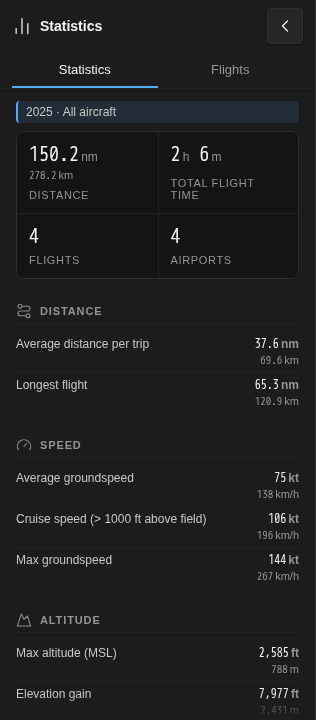 Statistics
Statistics
Flights
2025 · All aircraft
150.2 nm
278.2 km
DISTANCE
2 h 6 m
TOTAL FLIGHT
TIME
4
FLIGHTS
4
AIRPORTS
DISTANCE
Average distance per trip
37.6 nm
69.6 km
Longest flight
65.3 nm
120.9 km
SPEED
Average groundspeed
75 kt
138 km/h
Cruise speed (> 1000 ft above field)
106 kt
196 km/h
Max groundspeed
144 kt
267 km/h
ALTITUDE
Max altitude (MSL)
2,585 ft
788 m
Elevation gain
7,977 ft
2,431 m